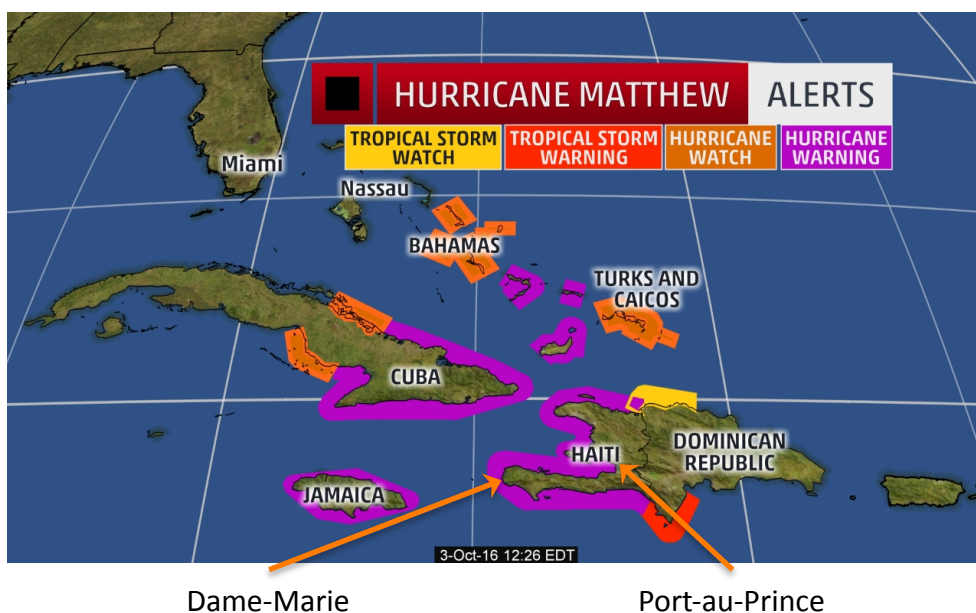 HURRICANE MATTHEW ALERTS
TROPICAL STORM WATCH
TROPICAL STORM WARNING
HURRICANE WATCH
HURRICANE WARNING
Miami
Nassau
BAHAMAS
TURKS AND
CAICOS
CUBA
HAITI
DOMINICAN
REPUBLIC
JAMAICA
3-Oct-16 12:26 EDT
Dame-Marie
Port-au-Prince